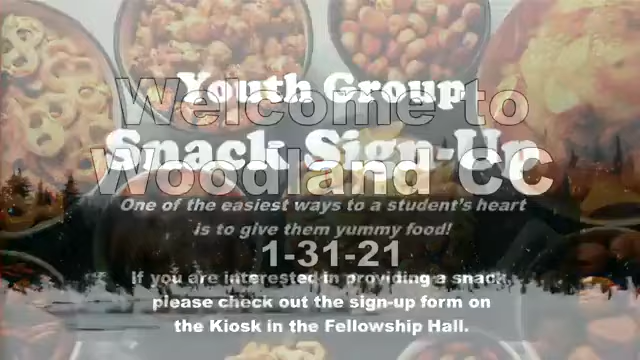 Youth Group
Welcome to
Snack Sign-Up
Woodland CC
One of the easiest ways to a student's heart
is to give them yummy food!
1-31-21
If you are interested in providing a snack,
please check out the sign-up form on
the Kiosk in the Fellowship Hall.